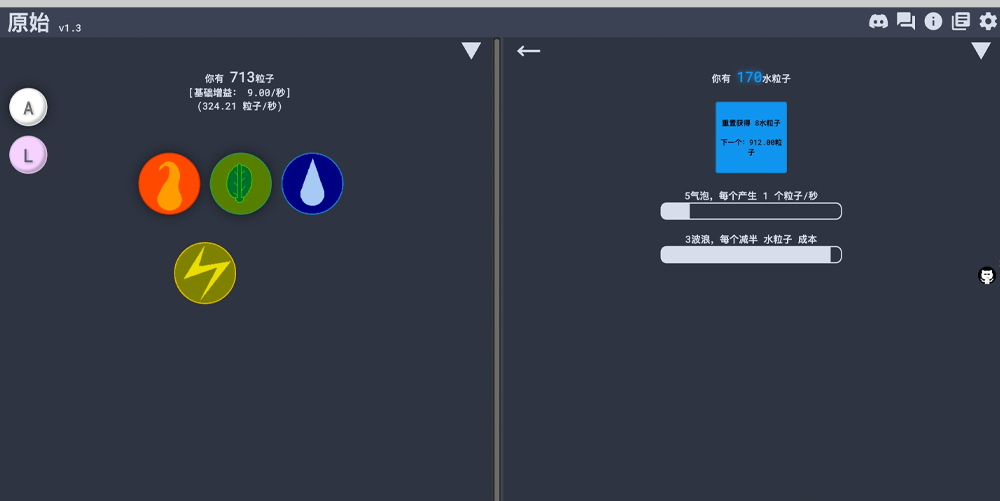 原始 v1.3
你有 713粒子
[基础增益: 9.00/秒]
(324.21 粒子/秒)
A
L
你有 170水粒子
重置获得 8水粒子
下一个: 912.00粒
子
5气泡, 每个产生 1 个粒子/秒
3波浪, 每个减半 水粒子 成本